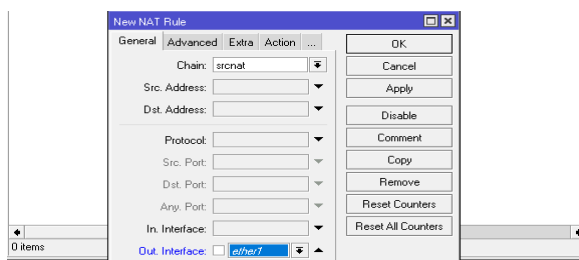 New NAT Rule
General Advanced Extra Action ...
OK
Chain: srcnat
Cancel
Src. Address:
Apply
Dst. Address:
Disable
Protocol:
Comment
Src. Port:
Copy
Dst. Port:
Remove
Any. Port:
Reset Counters
In. Interface:
Reset All Counters
0 items
Out. Interface: ether1